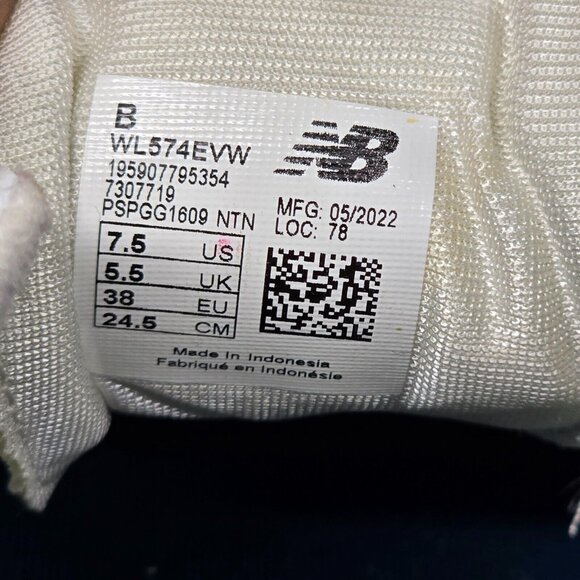 B
WL574EVW
195907795354
7307719
PSPGG1609 NTN
NB
MFG: 05/2022
LOC: 78
7.5 US
5.5 UK
38 EU
24.5 CM
Made in Indonesia
Fabriqué en Indonésie